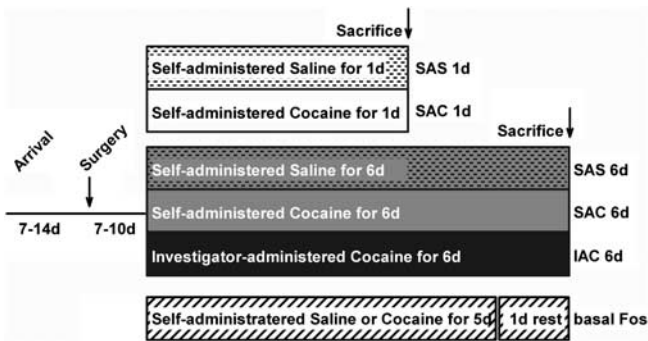 Sacrifice
Self-administered Saline for 1d SAS 1d
Self-administered Cocaine for 1d SAC 1d
Sacrifice
Arrival Surgery
Self-administered Saline for 6d SAS 6d
Self-administered Cocaine for 6d SAC 6d
7-14d 7-10d
Investigator-administered Cocaine for 6d IAC 6d
Self-administratered Saline or Cocaine for 5d 1d rest basal Fos